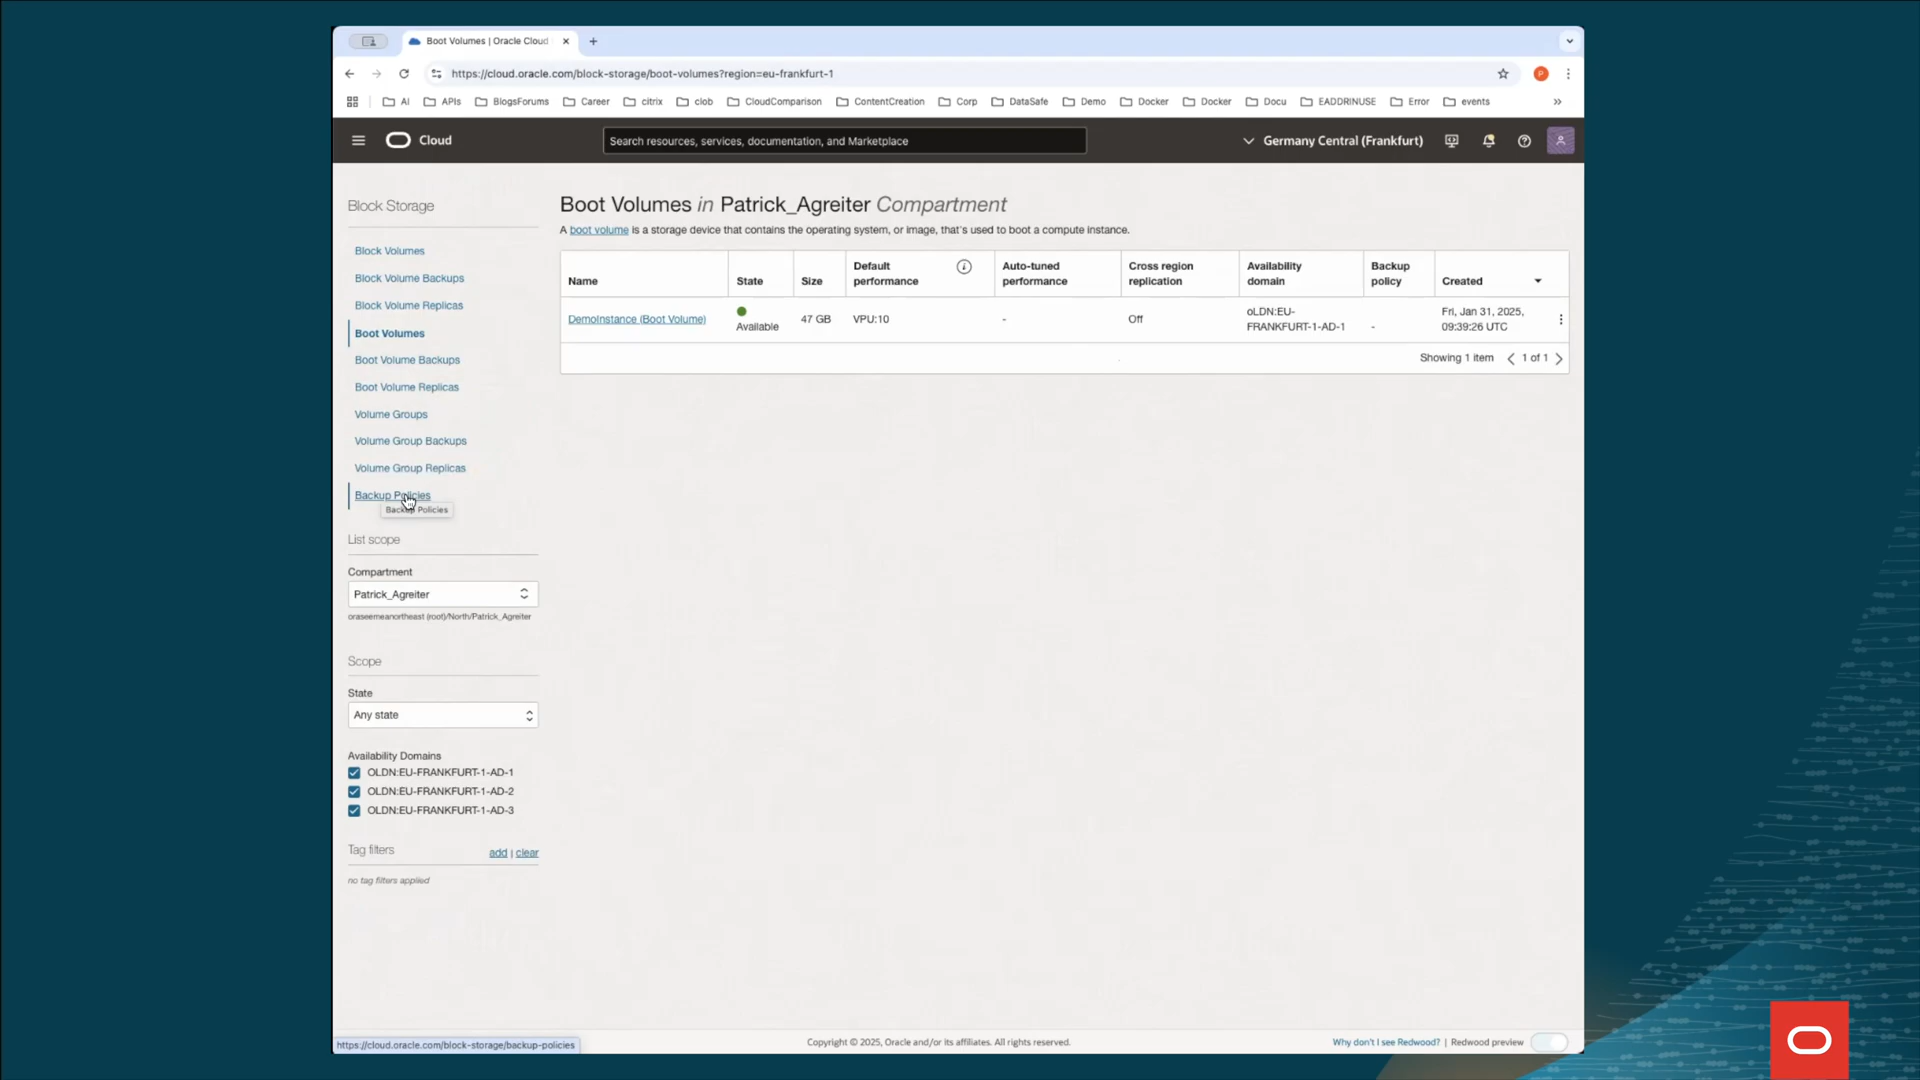 Boot Volumes | Oracle Cloud
https://cloud.oracle.com/block-storage/boot-volumes?region=eu-frankfurt-1
P
AI
APIs
BlogsForums
Career
citrix
clob
CloudComparison
ContentCreation
Corp
DataSafe
Demo
Docker
Docker
Docu
EADDRINUSE
Error
events
Cloud
Search resources, services, documentation, and Marketplace
Germany Central (Frankfurt)
Block Storage
Block Volumes
Block Volume Backups
Block Volume Replicas
Boot Volumes
Boot Volume Backups
Boot Volume Replicas
Volume Groups
Volume Group Backups
Volume Group Replicas
Backup Policies
Backup Policies
List scope
Compartment
Patrick_Agreiter
oraseemeanortheast (root)/North/Patrick_Agreiter
Scope
State
Any state
Availability Domains
OLDN:EU-FRANKFURT-1-AD-1
OLDN:EU-FRANKFURT-1-AD-2
OLDN:EU-FRANKFURT-1-AD-3
Tag filters
add | clear
no tag filters applied
Boot Volumes in Patrick_Agreiter Compartment
A boot volume is a storage device that contains the operating system, or image, that's used to boot a compute instance.
Name
State
Size
Default
performance
Auto-tuned
performance
Cross region
replication
Availability
domain
Backup
policy
Created
DemoInstance (Boot Volume)
Available
47 GB
VPU:10
-
Off
oLDN:EU-
FRANKFURT-1-AD-1
-
Fri, Jan 31, 2025,
09:39:26 UTC
Showing 1 item
1 of 1
https://cloud.oracle.com/block-storage/backup-policies
Copyright © 2025, Oracle and/or its affiliates. All rights reserved.
Why don't I see Redwood? | Redwood preview